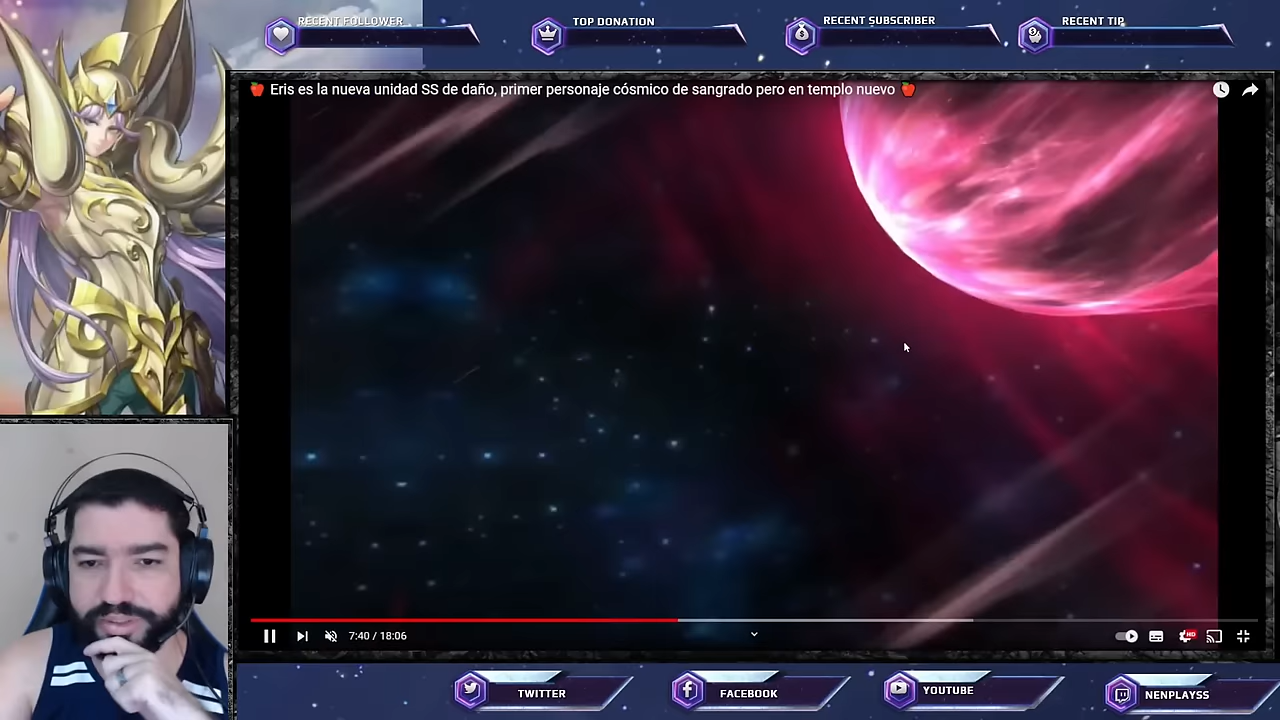 RECENT FOLLOWER
TOP DONATION
RECENT SUBSCRIBER
RECENT TIP
🍎 Eris es la nueva unidad SS de daño, primer personaje cósmico de sangrado pero en templo nuevo 🍎
7:40 / 18:06
HD
TWITTER
FACEBOOK
YOUTUBE
NENPLAYSS